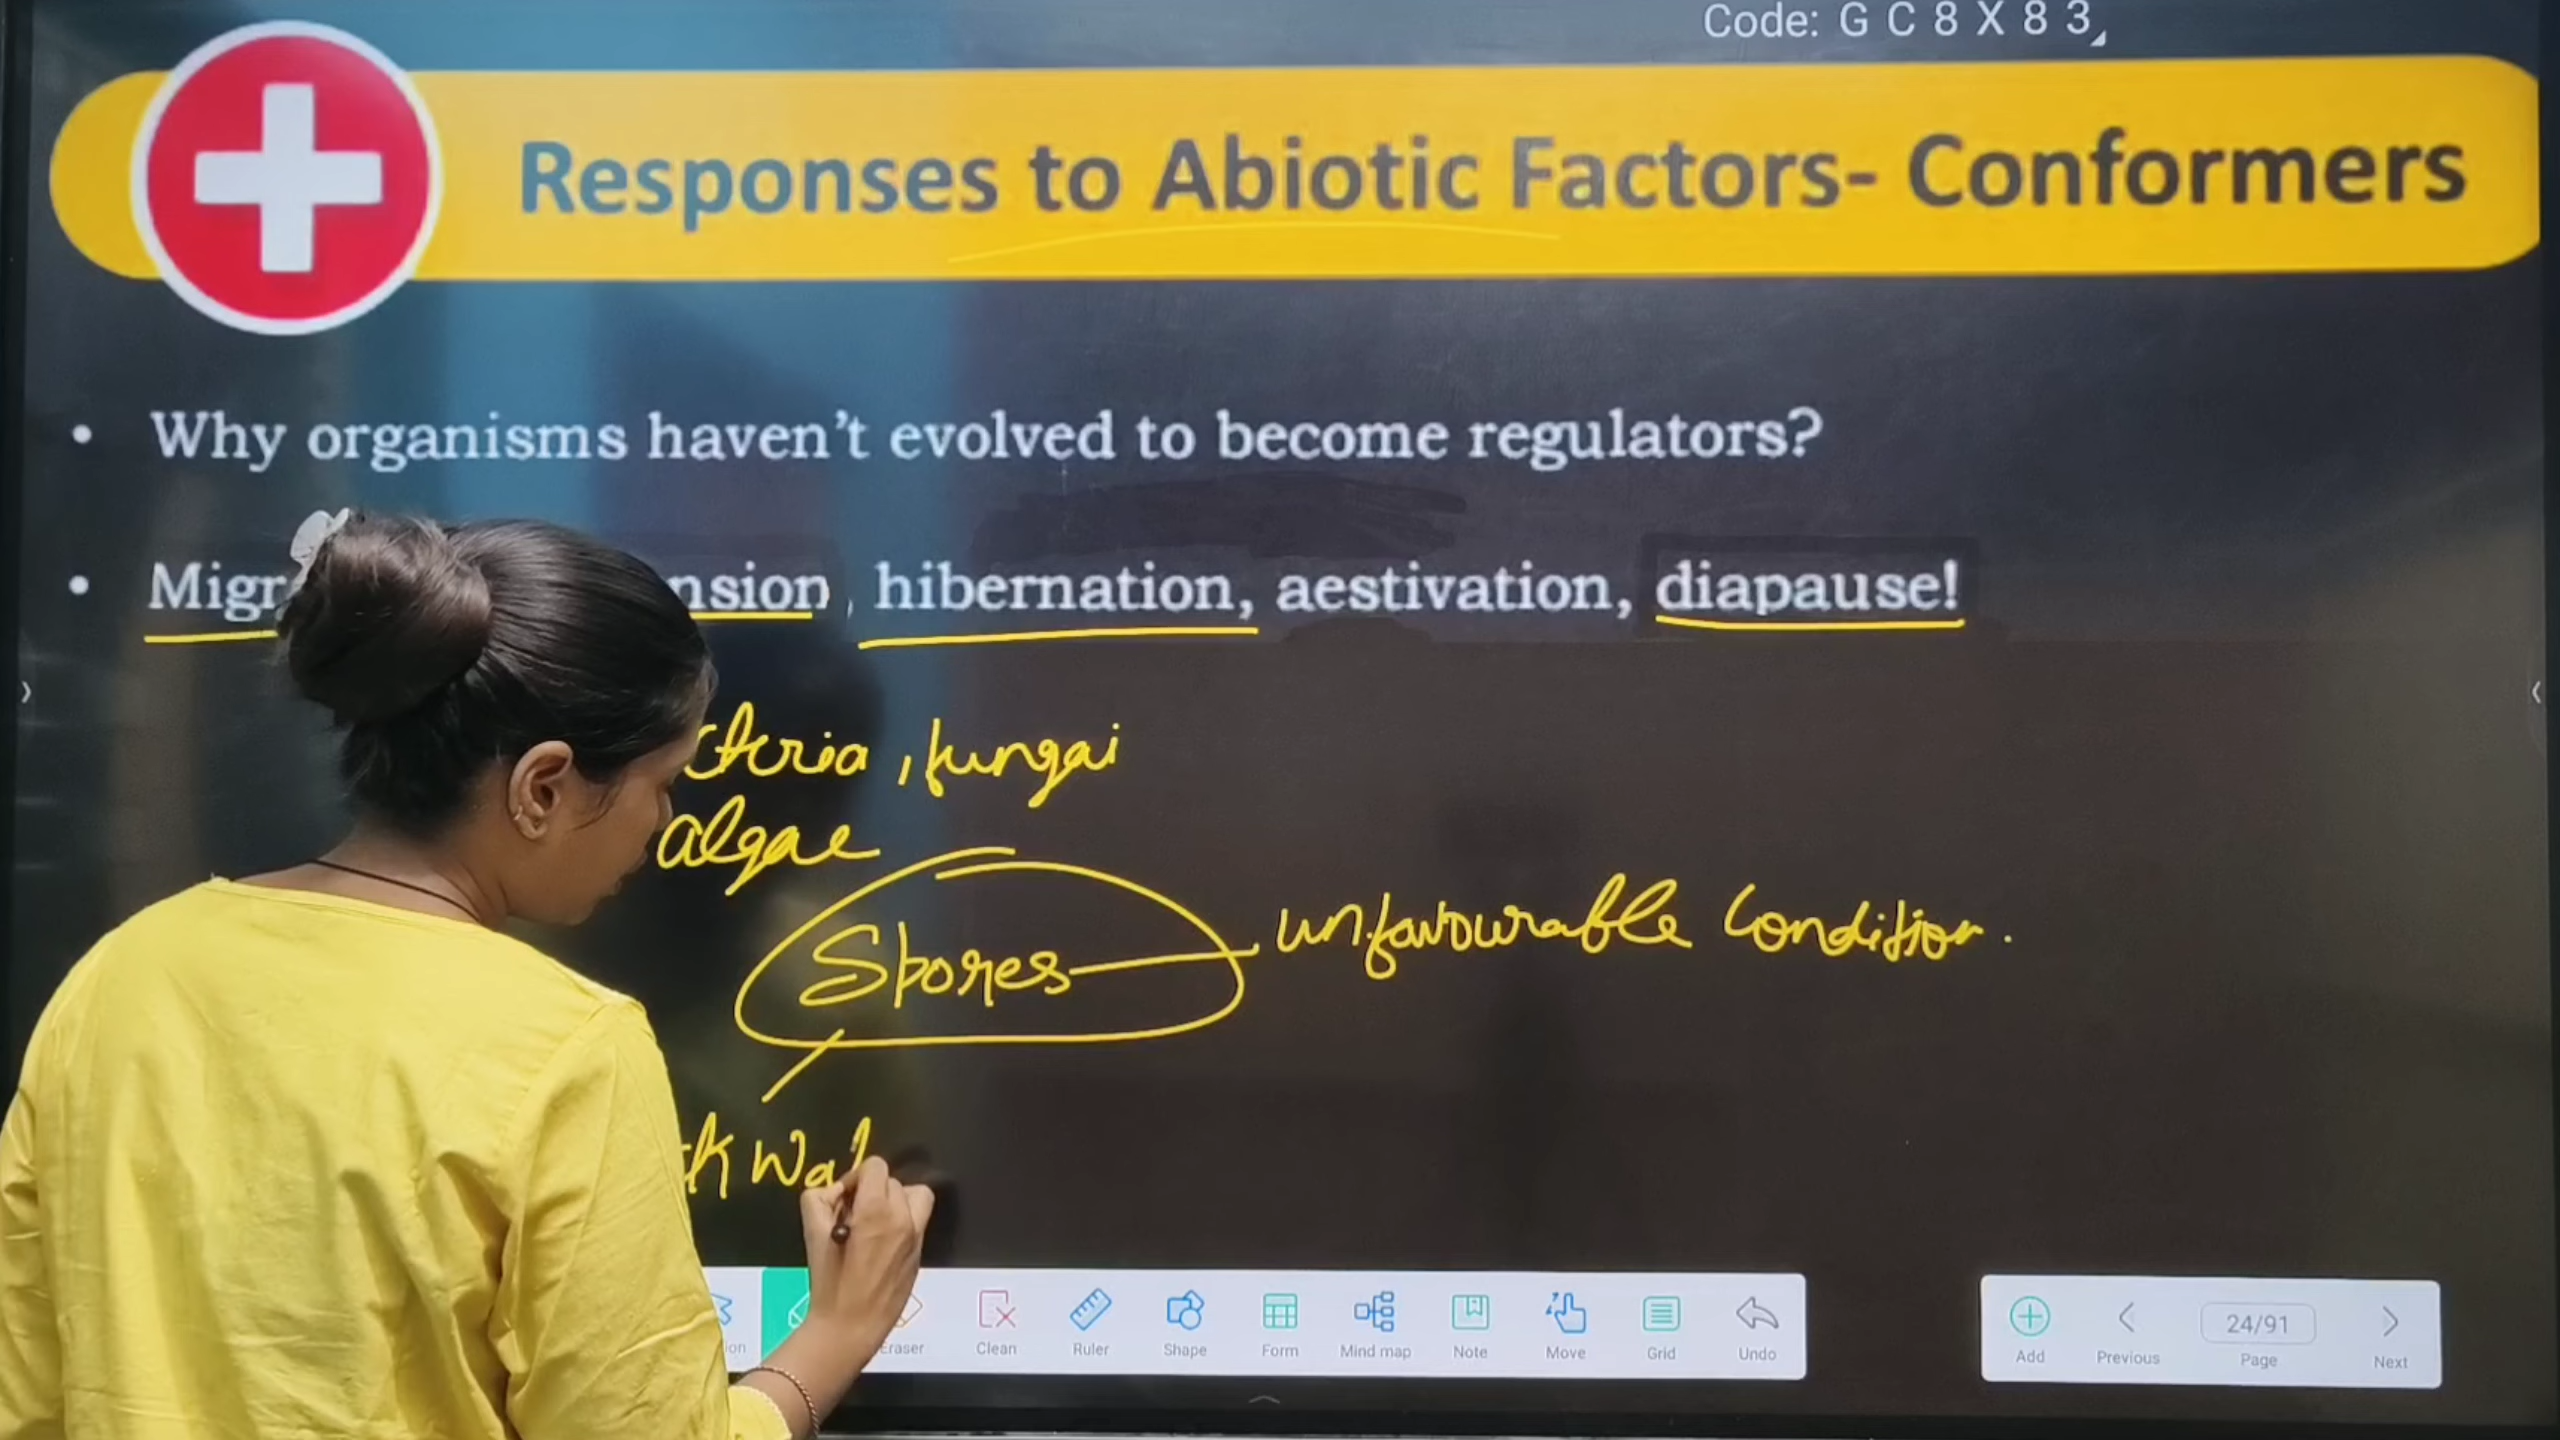 Code: G C 8 X 8 3
Responses to Abiotic Factors- Conformers
• Why organisms haven't evolved to become regulators?
• Migr nsion, hibernation, aestivation, diapause!
cteria, fungai
algae
Spores — unfavourable Condition.
ck Wal
Eraser Clean Ruler Shape Form Mind map Note Move Grid Undo
Add Previous 24/91 Page Next